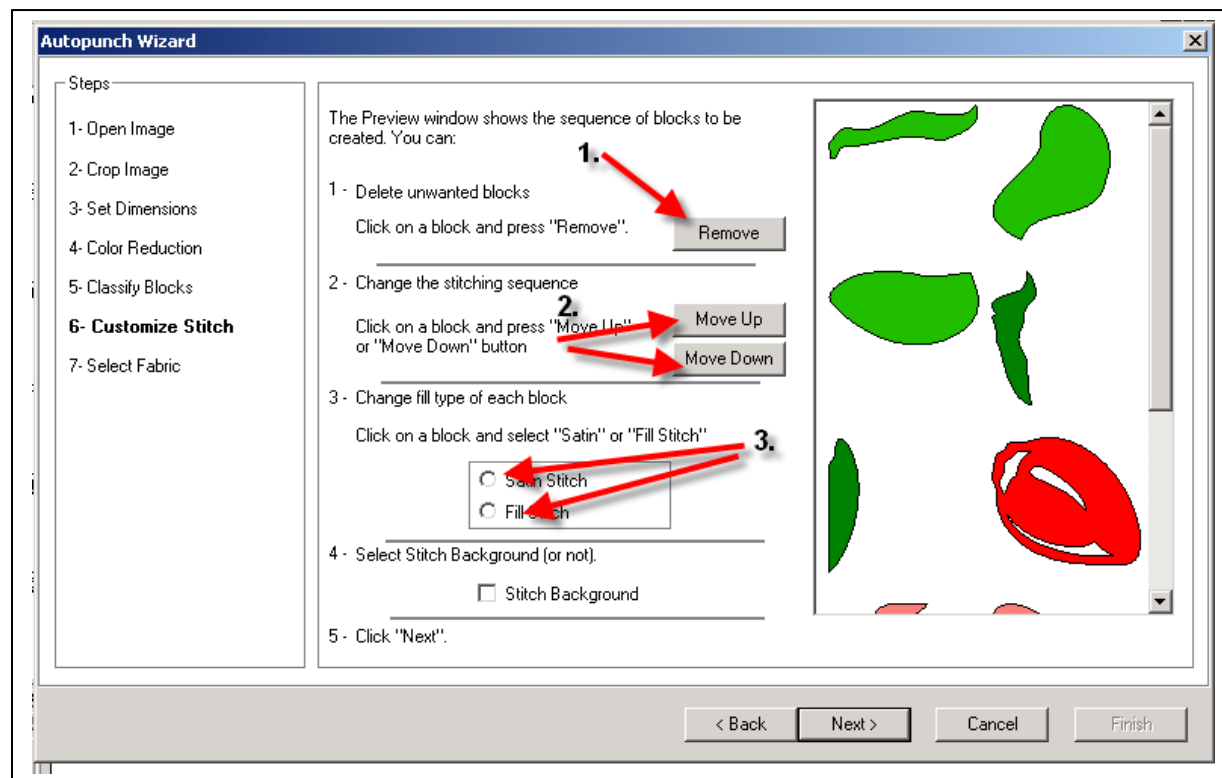 Autopunch Wizard
Steps
1- Open Image
2- Crop Image
3- Set Dimensions
4- Color Reduction
5- Classify Blocks
6- Customize Stitch
7- Select Fabric
The Preview window shows the sequence of blocks to be
created. You can:
1.
1 - Delete unwanted blocks
Click on a block and press "Remove".
Remove
2 - Change the stitching sequence
2.
Click on a block and press "Move Up"
or "Move Down" button
Move Up
Move Down
3 - Change fill type of each block
Click on a block and select "Satin" or "Fill Stitch"
3.
Satin Stitch
Fill Stitch
4 - Select Stitch Background (or not).
Stitch Background
5 - Click "Next".
< Back
Next >
Cancel
Finish